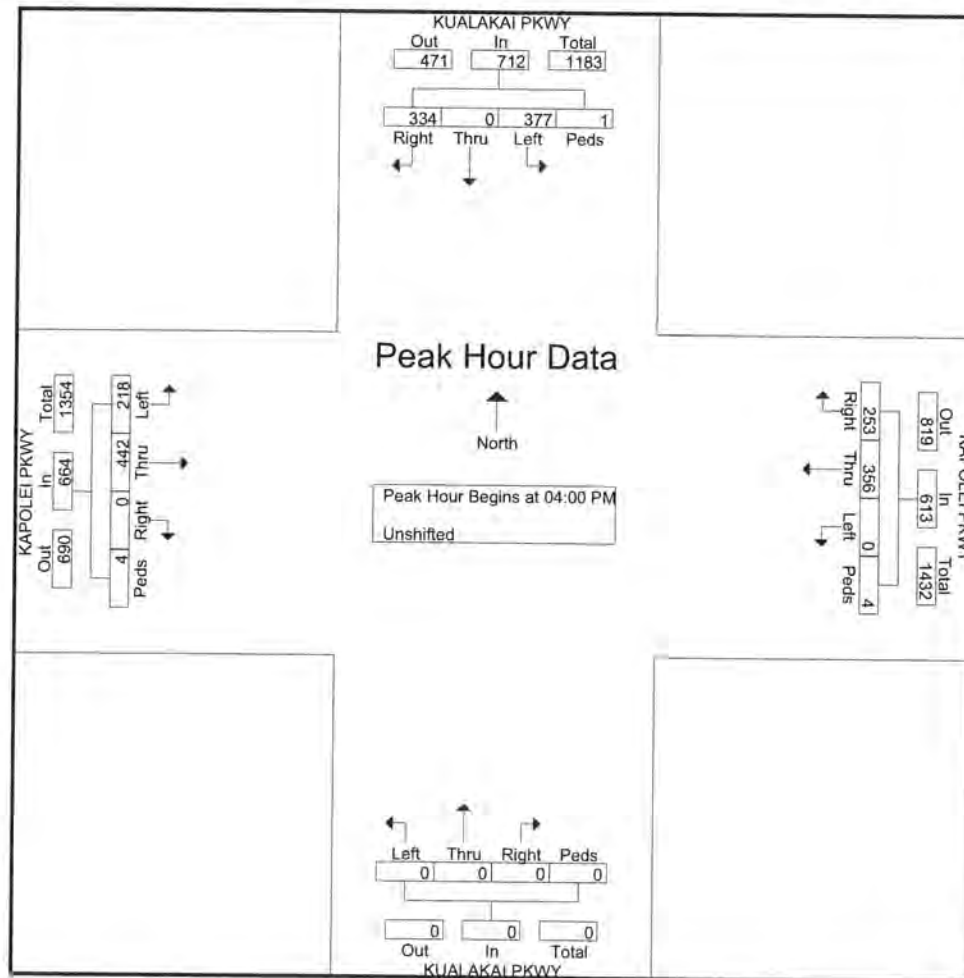 KUALAKAI PKWY
Out In Total
471 712 1183
334 0 377 1
Right Thru Left Peds
Peak Hour Data
North
Peak Hour Begins at 04:00 PM
Unshifted
KAPOLEI PKWY
Total In Out
1354 664 690
218 442 0 4
Left Thru Right Peds
KAPOLEI PKWY
Out In Total
819 613 1432
253 356 0 4
Right Thru Left Peds
Left Thru Right Peds
0 0 0 0
0 0 0
Out In Total
KUALAKAI PKWY